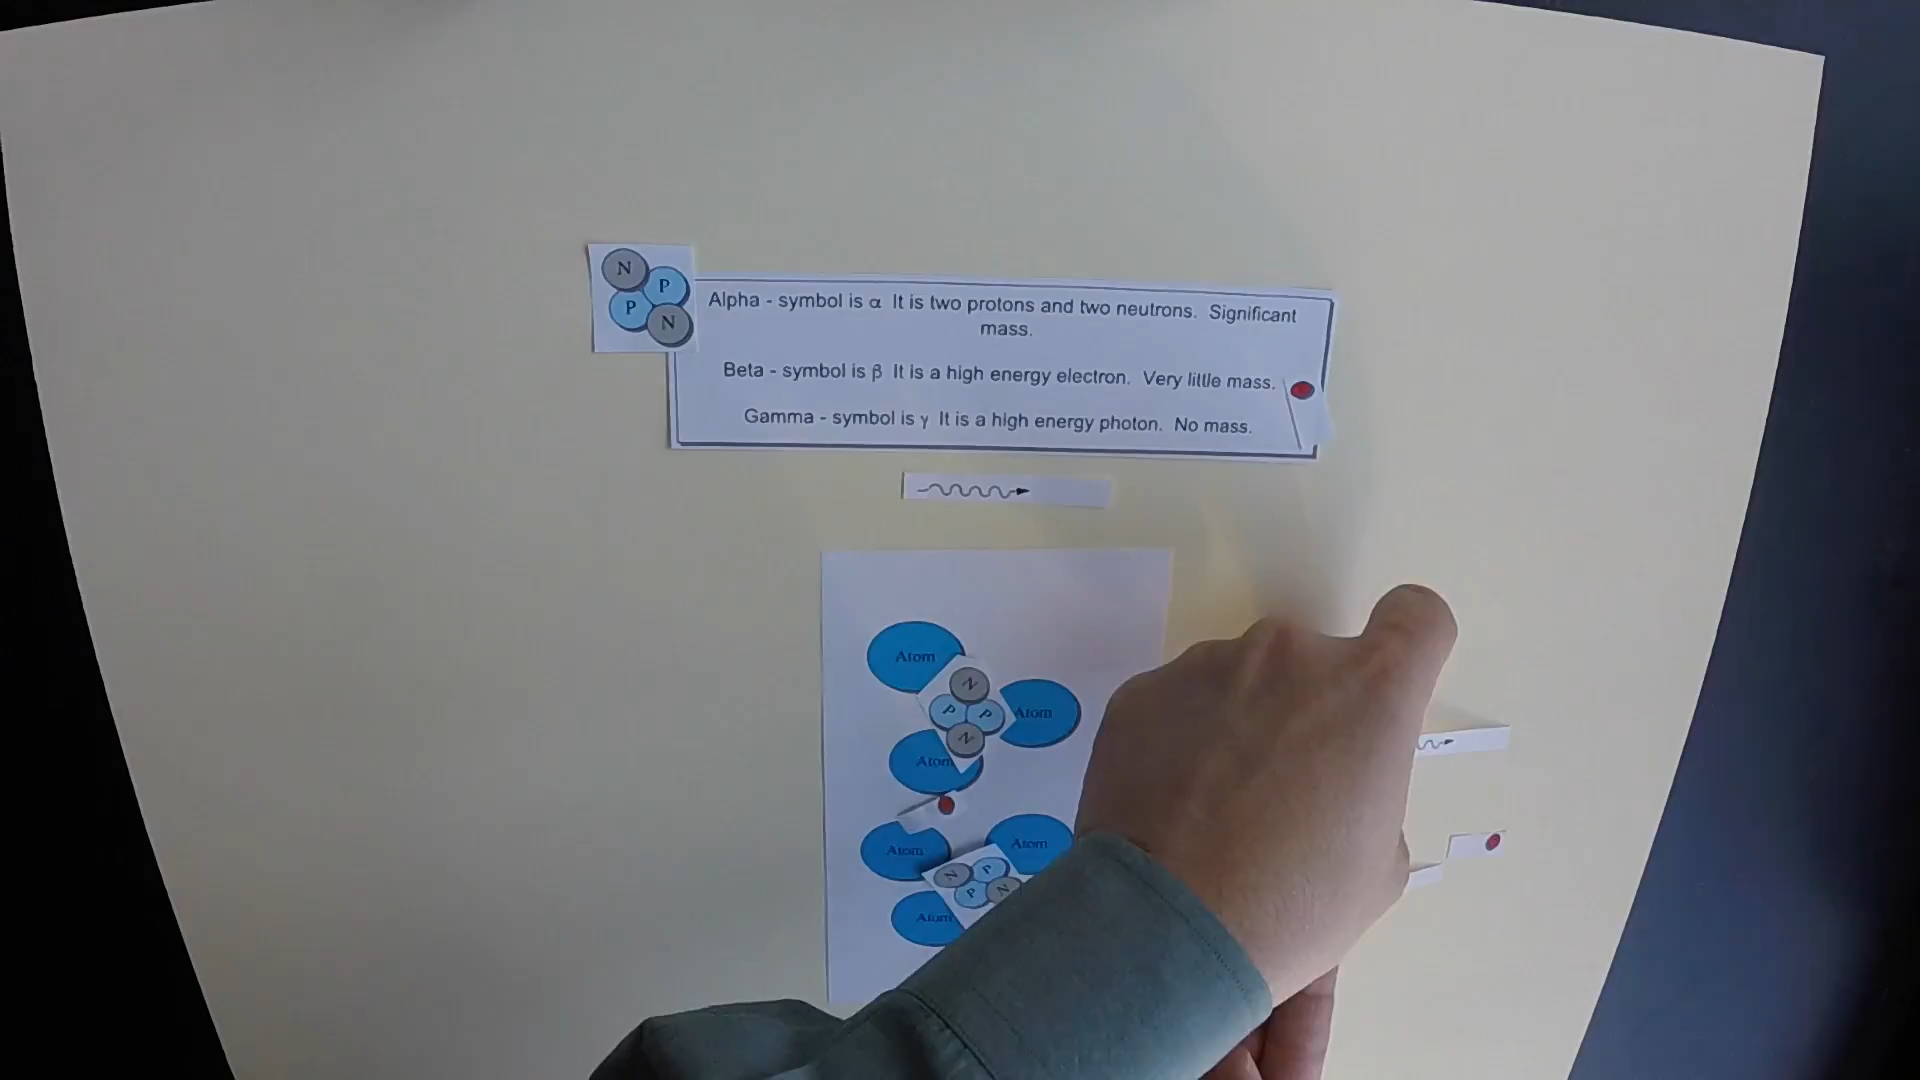 N
P
P
N
Alpha - symbol is α It is two protons and two neutrons. Significant
mass.
Beta - symbol is β It is a high energy electron. Very little mass.
Gamma - symbol is γ It is a high energy photon. No mass.
Atom
N
P
P
N
Atom
Atom
Atom
Atom
N
P
P
N
Atom